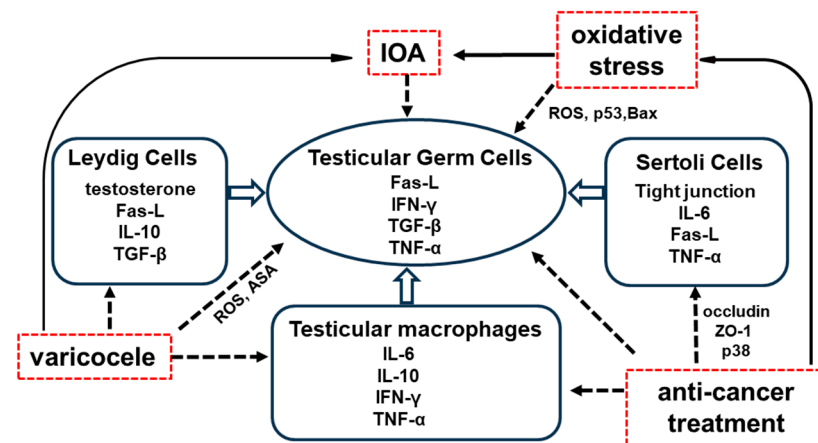 IOA
oxidative
stress
ROS, p53,Bax
Leydig Cells
testosterone
Fas-L
IL-10
TGF-β
Testicular Germ Cells
Fas-L
IFN-γ
TGF-β
TNF-α
Sertoli Cells
Tight junction
IL-6
Fas-L
TNF-α
ROS, ASA
occludin
ZO-1
p38
varicocele
Testicular macrophages
IL-6
IL-10
IFN-γ
TNF-α
anti-cancer
treatment